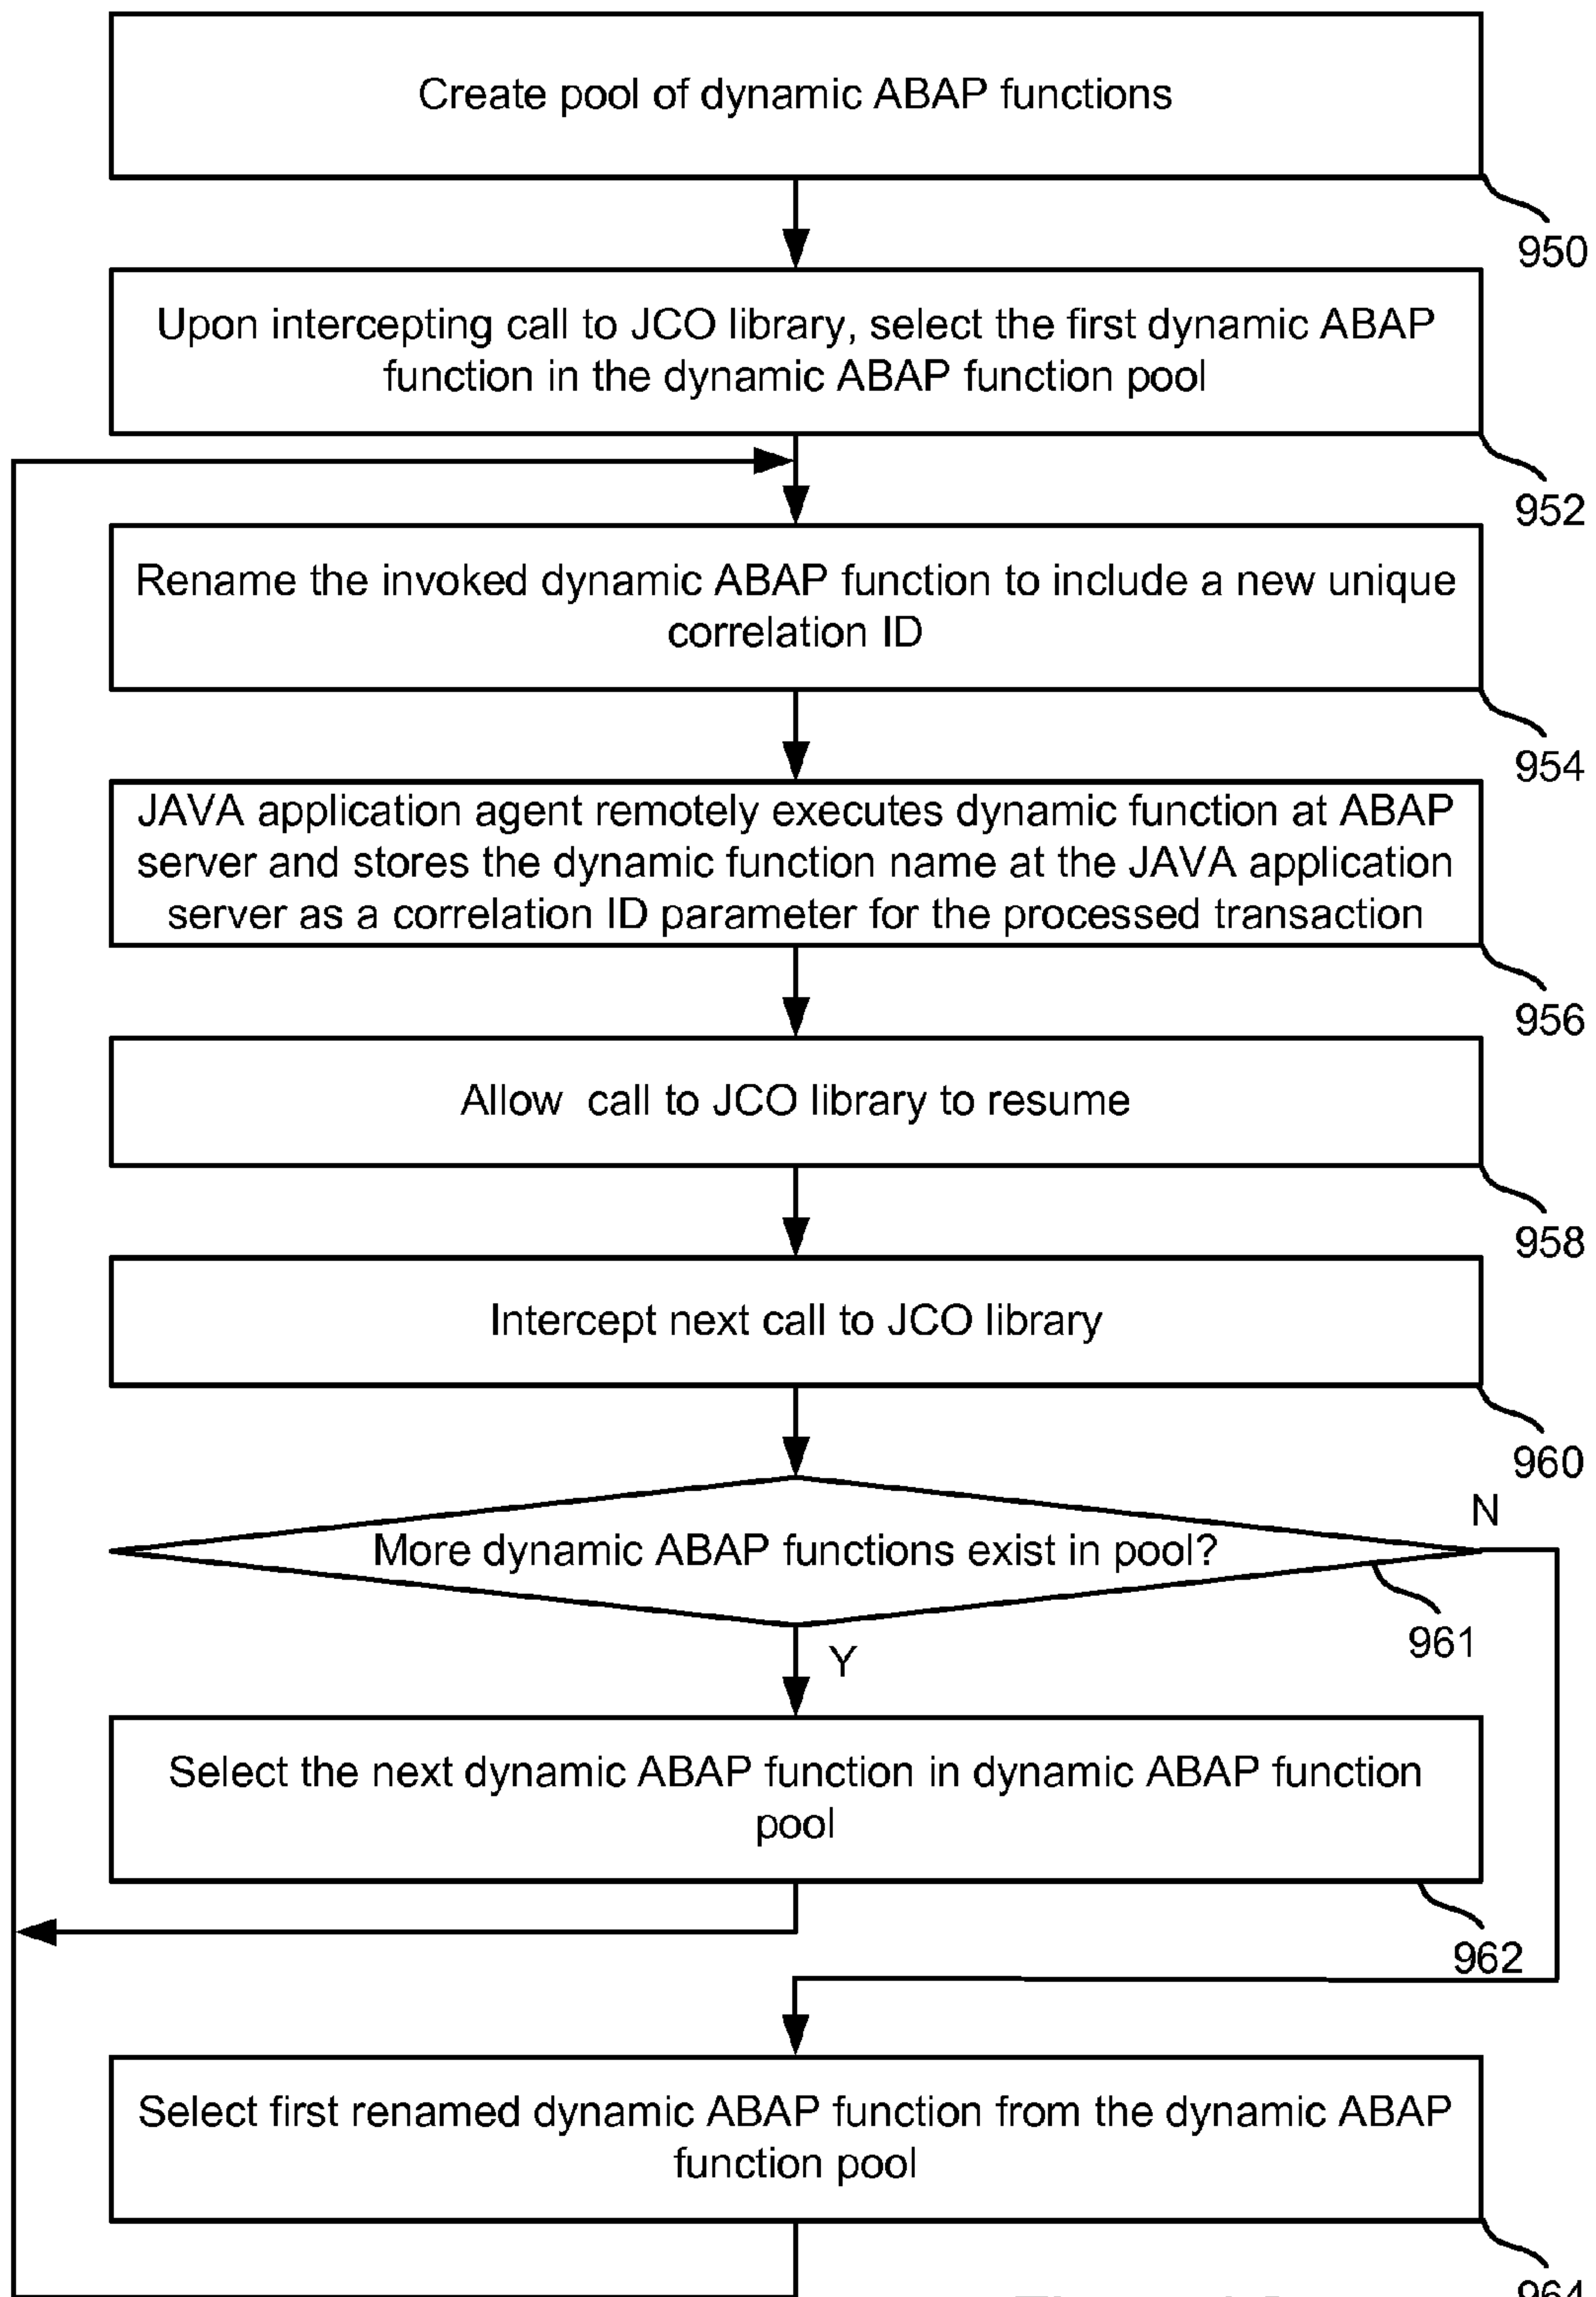 Create pool of dynamic ABAP functions
950
Upon intercepting call to JCO library, select the first dynamic ABAP
function in the dynamic ABAP function pool
952
Rename the invoked dynamic ABAP function to include a new unique
correlation ID
954
JAVA application agent remotely executes dynamic function at ABAP
server and stores the dynamic function name at the JAVA application
server as a correlation ID parameter for the processed transaction
956
Allow call to JCO library to resume
958
Intercept next call to JCO library
960
N
More dynamic ABAP functions exist in pool?
961
Y
Select the next dynamic ABAP function in dynamic ABAP function
pool
962
Select first renamed dynamic ABAP function from the dynamic ABAP
function pool
964